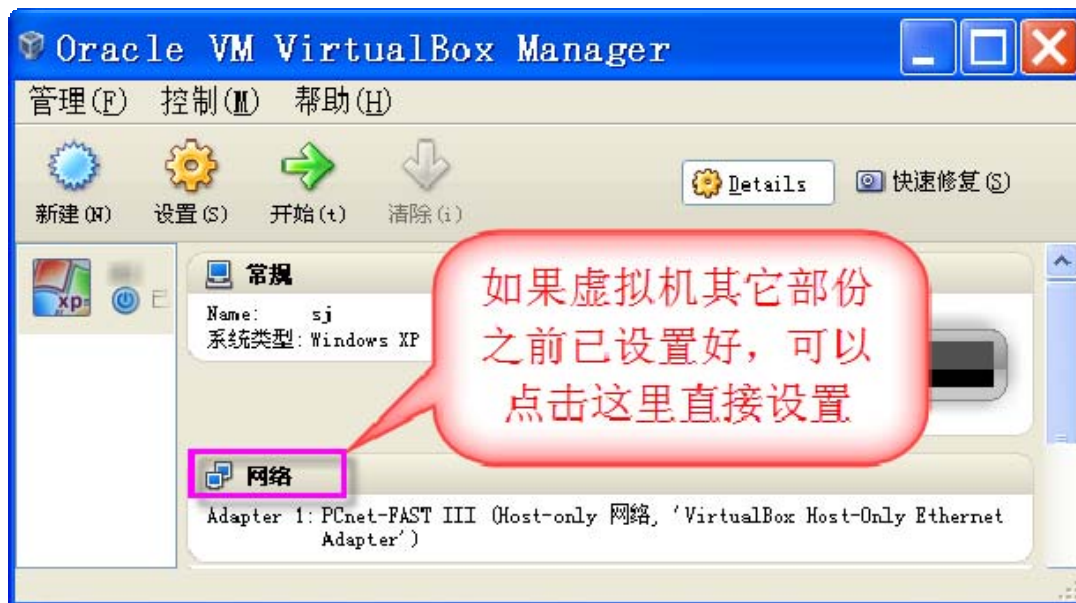 Oracle VM VirtualBox Manager
管理(F) 控制(M) 帮助(H)
新建(N) 设置(S) 开始(t) 清除(i) Details 快速修复(S)
xp
已
常规
Name: sj
系统类型: Windows XP
如果虚拟机其它部份
之前已设置好，可以
点击这里直接设置
网络
Adapter 1: PCnet-FAST III (Host-only 网络, 'VirtualBox Host-Only Ethernet
Adapter')